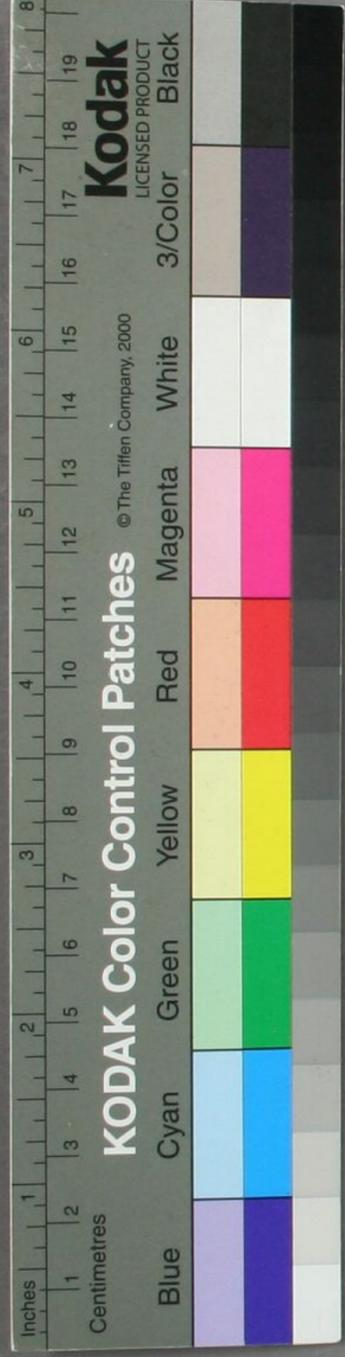 Inches 1 2 3 4 5 6 7 8
1 2 3 4 5 6 7 8 9 10 11 12 13 14 15 16 17 18 19
Centimetres
KODAK Color Control Patches © The Tiffen Company, 2000
Kodak
LICENSED PRODUCT
Blue Cyan Green Yellow Red Magenta White 3/Color Black